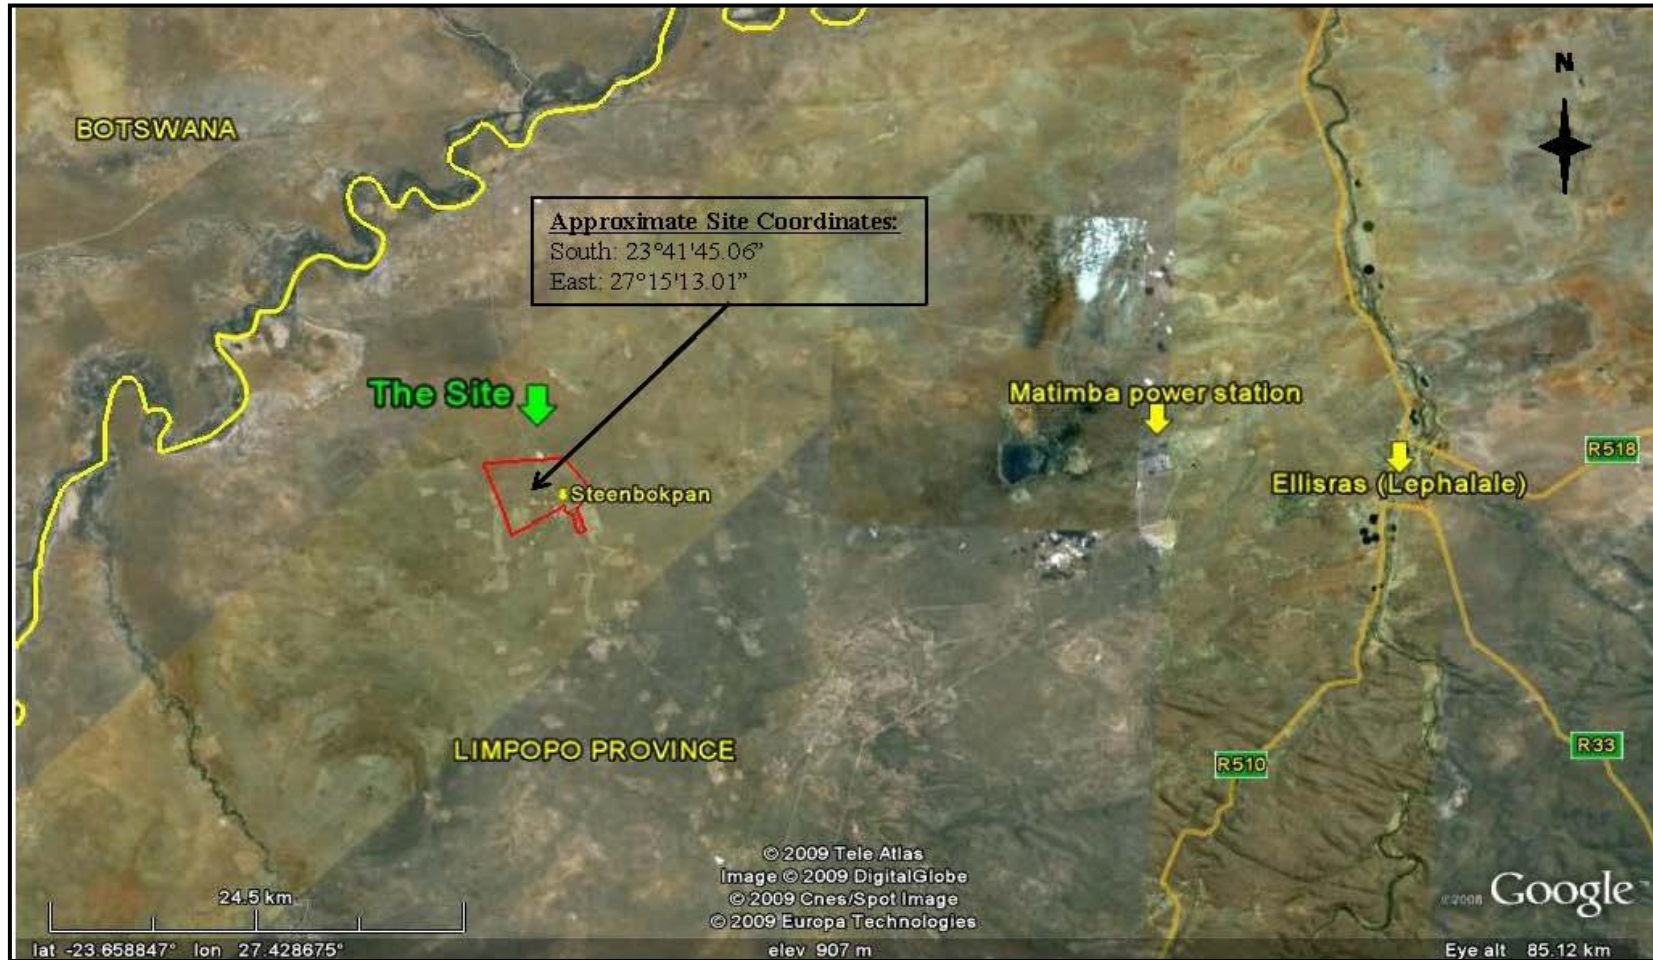 N
BOTSWANA
Approximate Site Coordinates:
South: 23°41'45.06”
East: 27°15'13.01”
The Site
Matimba power station
R518
Ellisras (Lephalale)
Steenbokpan
LIMPOPO PROVINCE
R33
R510
© 2009 Tele Atlas
Image © 2009 DigitalGlobe
© 2009 Cnes/Spot Image
© 2009 Europa Technologies
24.5 km
©2008 Google™
lat -23.658847° lon 27.428675°
elev 907 m
Eye alt 85.12 km